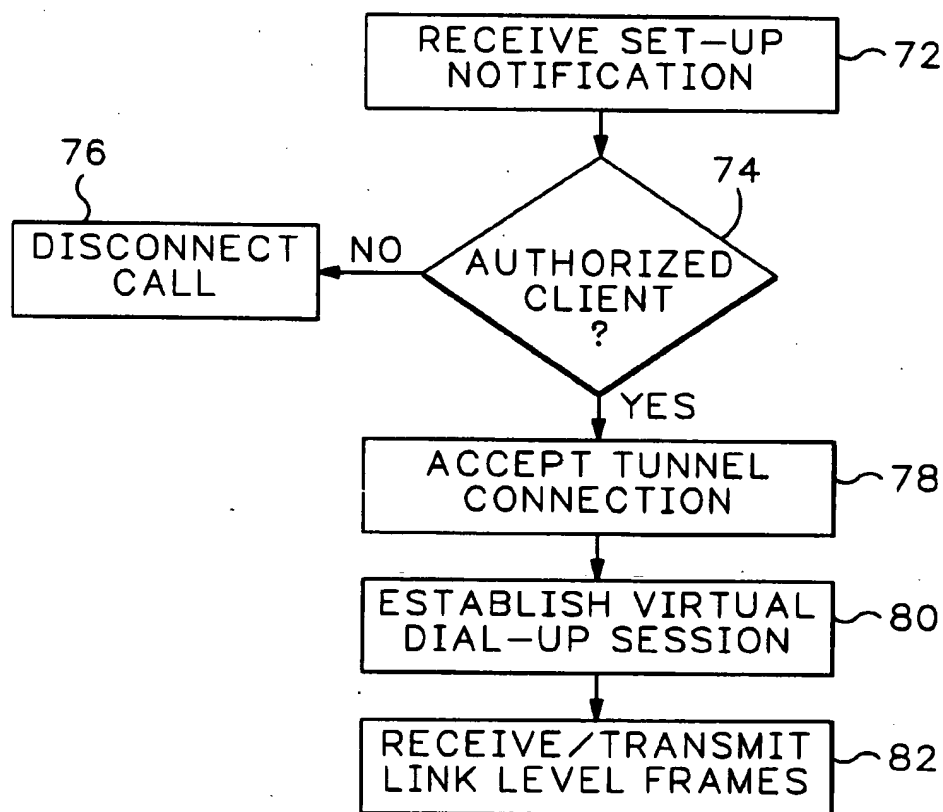 RECEIVE SET-UP
NOTIFICATION
72
76
74
DISCONNECT
CALL
NO
AUTHORIZED
CLIENT
?
YES
ACCEPT TUNNEL
CONNECTION
78
ESTABLISH VIRTUAL
DIAL-UP SESSION
80
RECEIVE/TRANSMIT
LINK LEVEL FRAMES
82